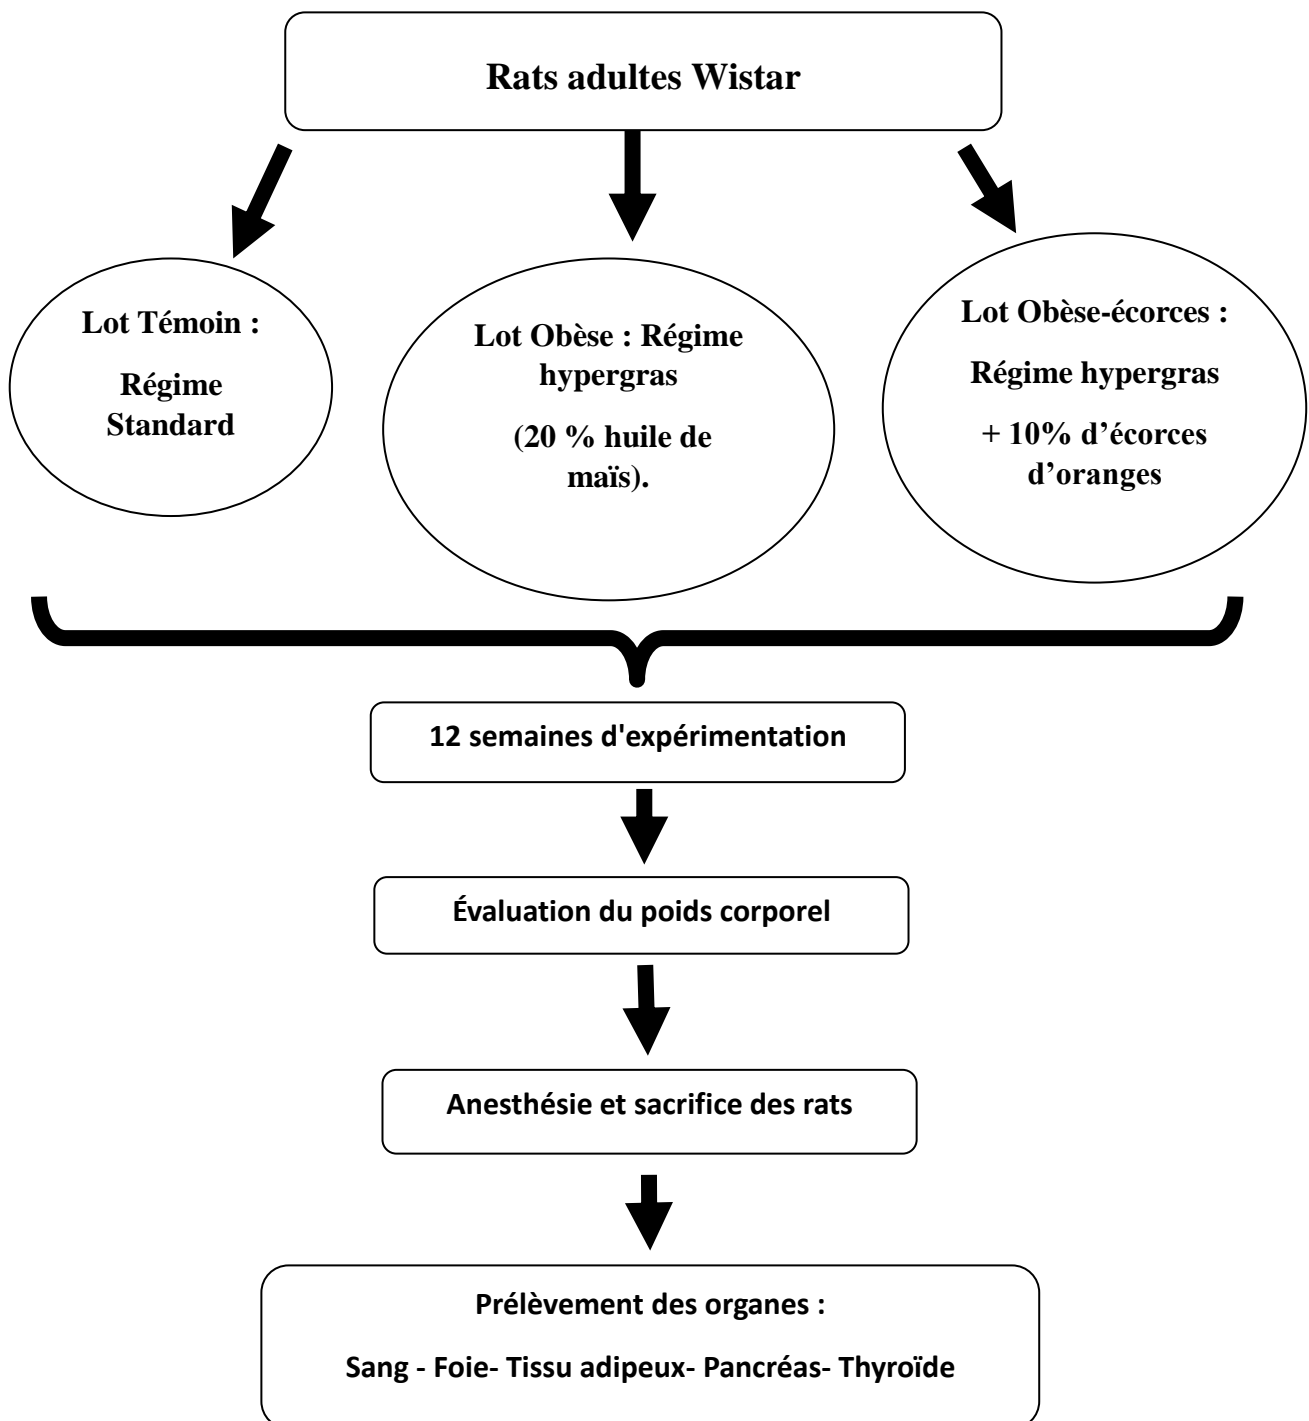 Rats adultes Wistar
Lot Témoin :
Régime
Standard
Lot Obèse : Régime
hypergras
(20 % huile de
maïs).
Lot Obèse-écorces :
Régime hypergras
+ 10% d’écorces
d’oranges
12 semaines d'expérimentation
Évaluation du poids corporel
Anesthésie et sacrifice des rats
Prélèvement des organes :
Sang - Foie- Tissu adipeux- Pancréas- Thyroïde